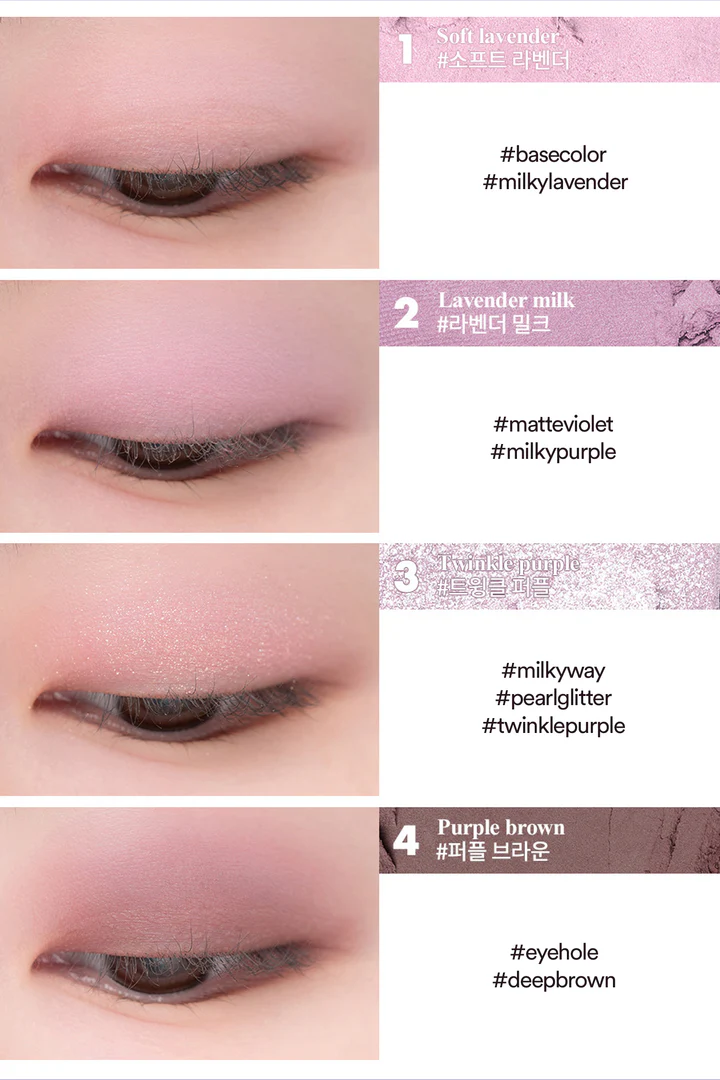 1
Soft lavender
#소프트 라벤더
#basecolor
#milkylavender
2
Lavender milk
#라벤더 밀크
#matteviolet
#milkypurple
3
Twinkle purple
#트윙클 퍼플
#milkyway
#pearlglitter
#twinklepurple
4
Purple brown
#퍼플 브라운
#eyehole
#deepbrown